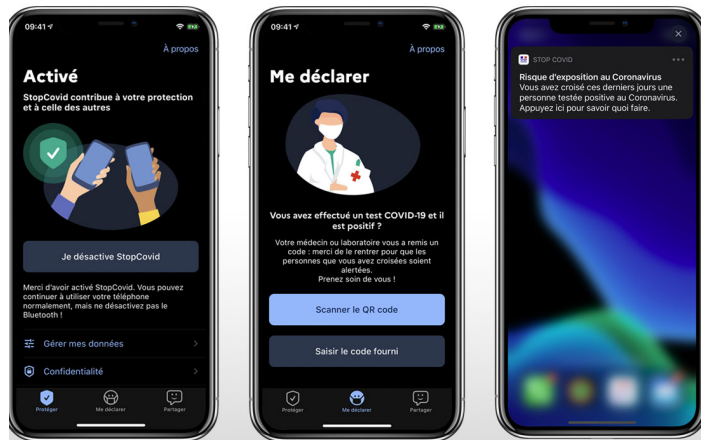 09:41
À propos
Activé
StopCovid contribue à votre protection
et à celle des autres
Je désactive StopCovid
Merci d'avoir activé StopCovid. Vous pouvez
continuer à utiliser votre téléphone
normalement, mais ne désactivez pas le
Bluetooth !
Gérer mes données
Confidentialité
Protéger
Me déclarer
Partager
09:41
À propos
Me déclarer
Vous avez effectué un test COVID-19 et il
est positif ?
Votre médecin ou laboratoire vous a remis un
code : merci de le rentrer pour que les
personnes que vous avez croisées soient
alertées.
Prenez soin de vous !
Scanner le QR code
Saisir le code fourni
Protéger
Me déclarer
Partager
STOP COVID
Risque d'exposition au Coronavirus
Vous avez croisé ces derniers jours une
personne testée positive au Coronavirus.
Appuyez ici pour savoir quoi faire.